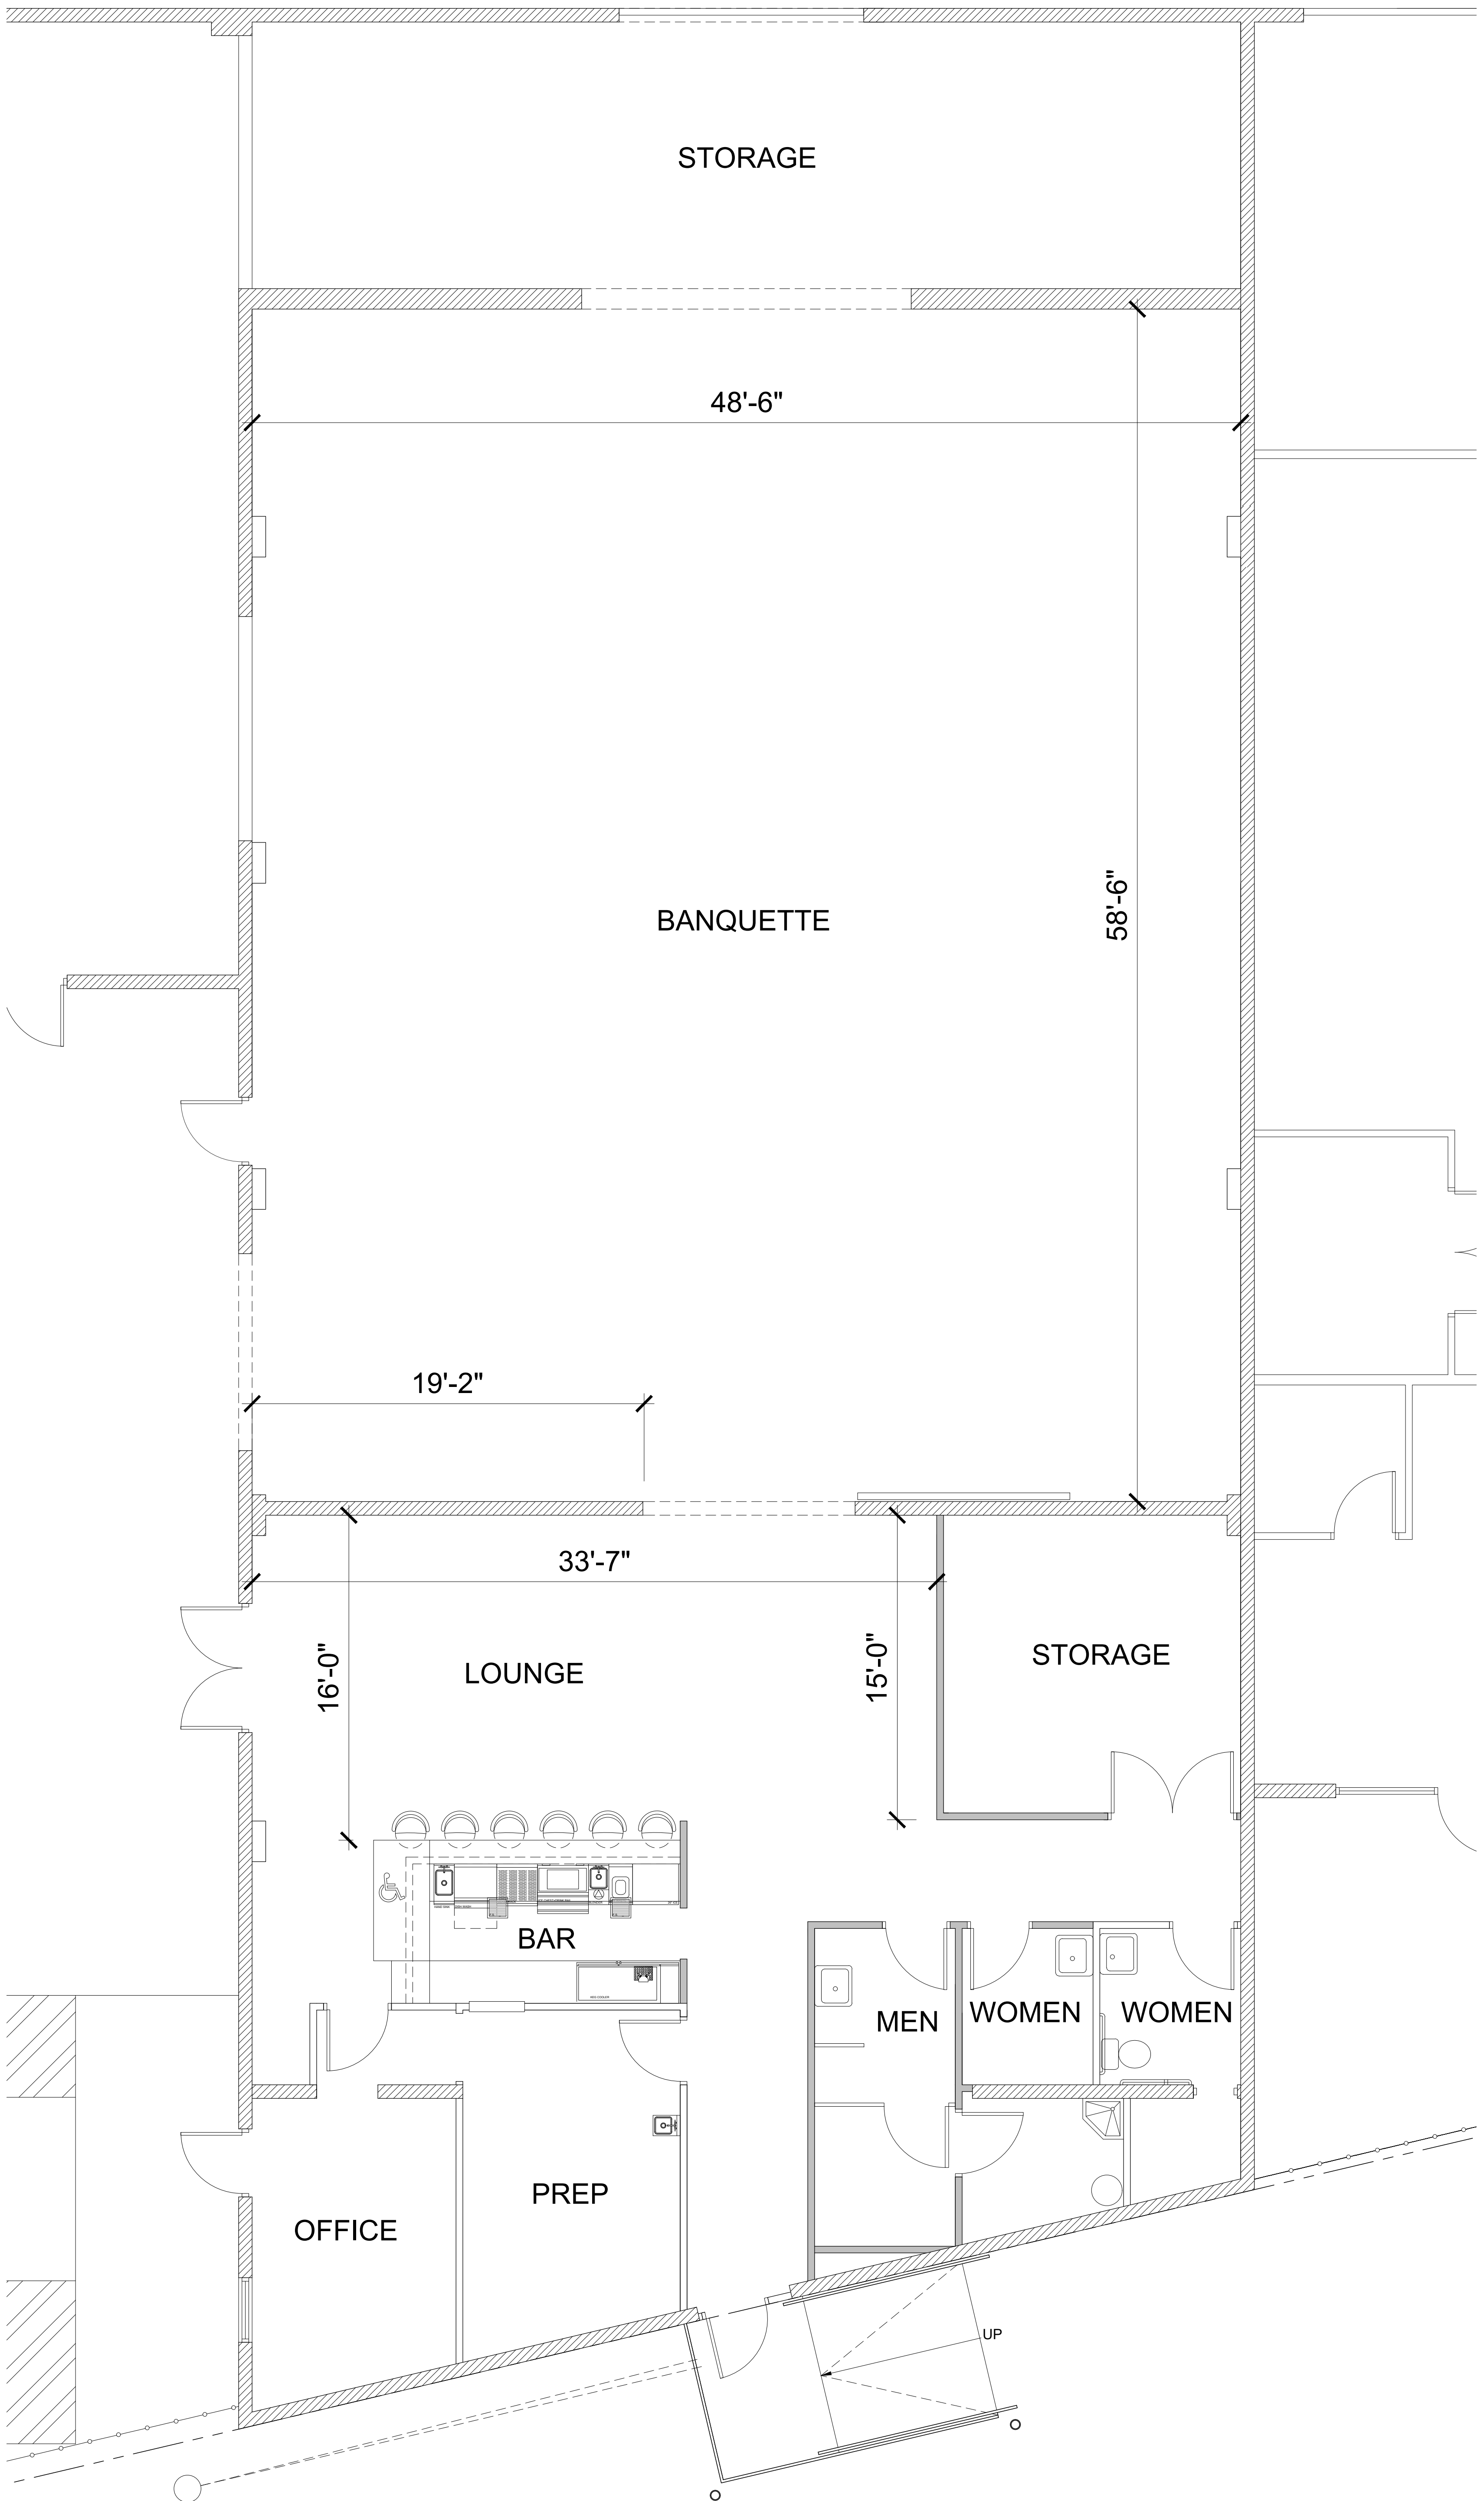 STORAGE
48'-6"
58'-6"
BANQUETTE
19'-2"
33'-7"
16'-0"
LOUNGE
15'-0"
STORAGE
BAR
MEN
WOMEN
WOMEN
PREP
OFFICE
UP